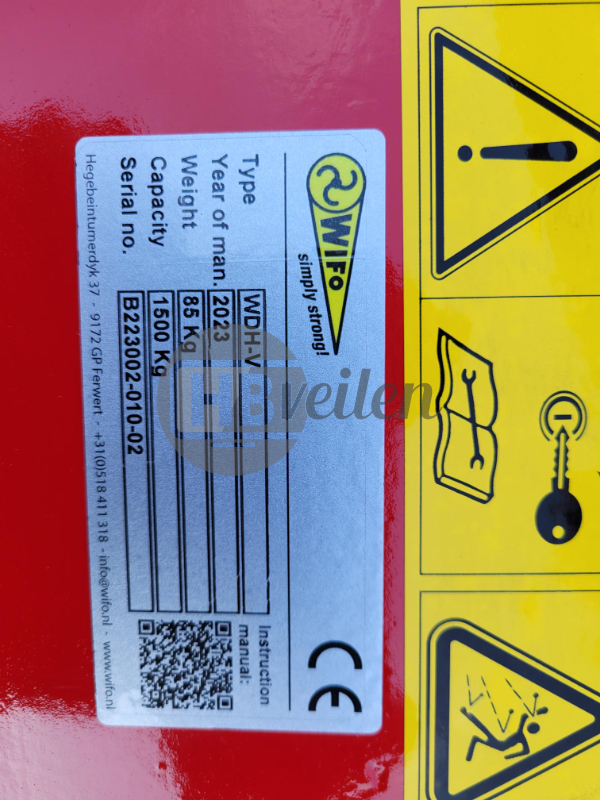 WIFO
simply strong!
Type WDH-V
Year of man. 2023
Weight 85 Kg
Capacity 1500 Kg
Serial no. B223002-010-02
Instruction
manual:
CE
Hegebeintumerdyk 37 - 9172 GP Ferwert - +31(0)518 411 318 - info@wifo.nl - www.wifo.nl
HBveilen